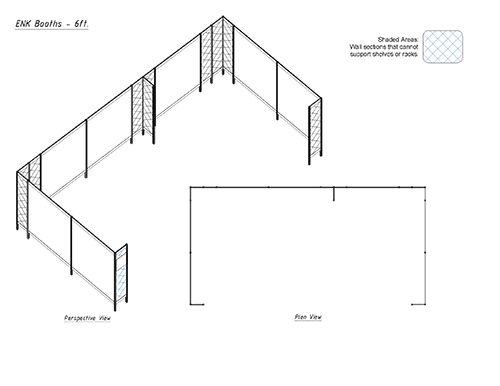 ENK Booths - 6ft.
Shaded Areas:
Wall sections that cannot
support shelves or racks.
Perspective View
Plan View